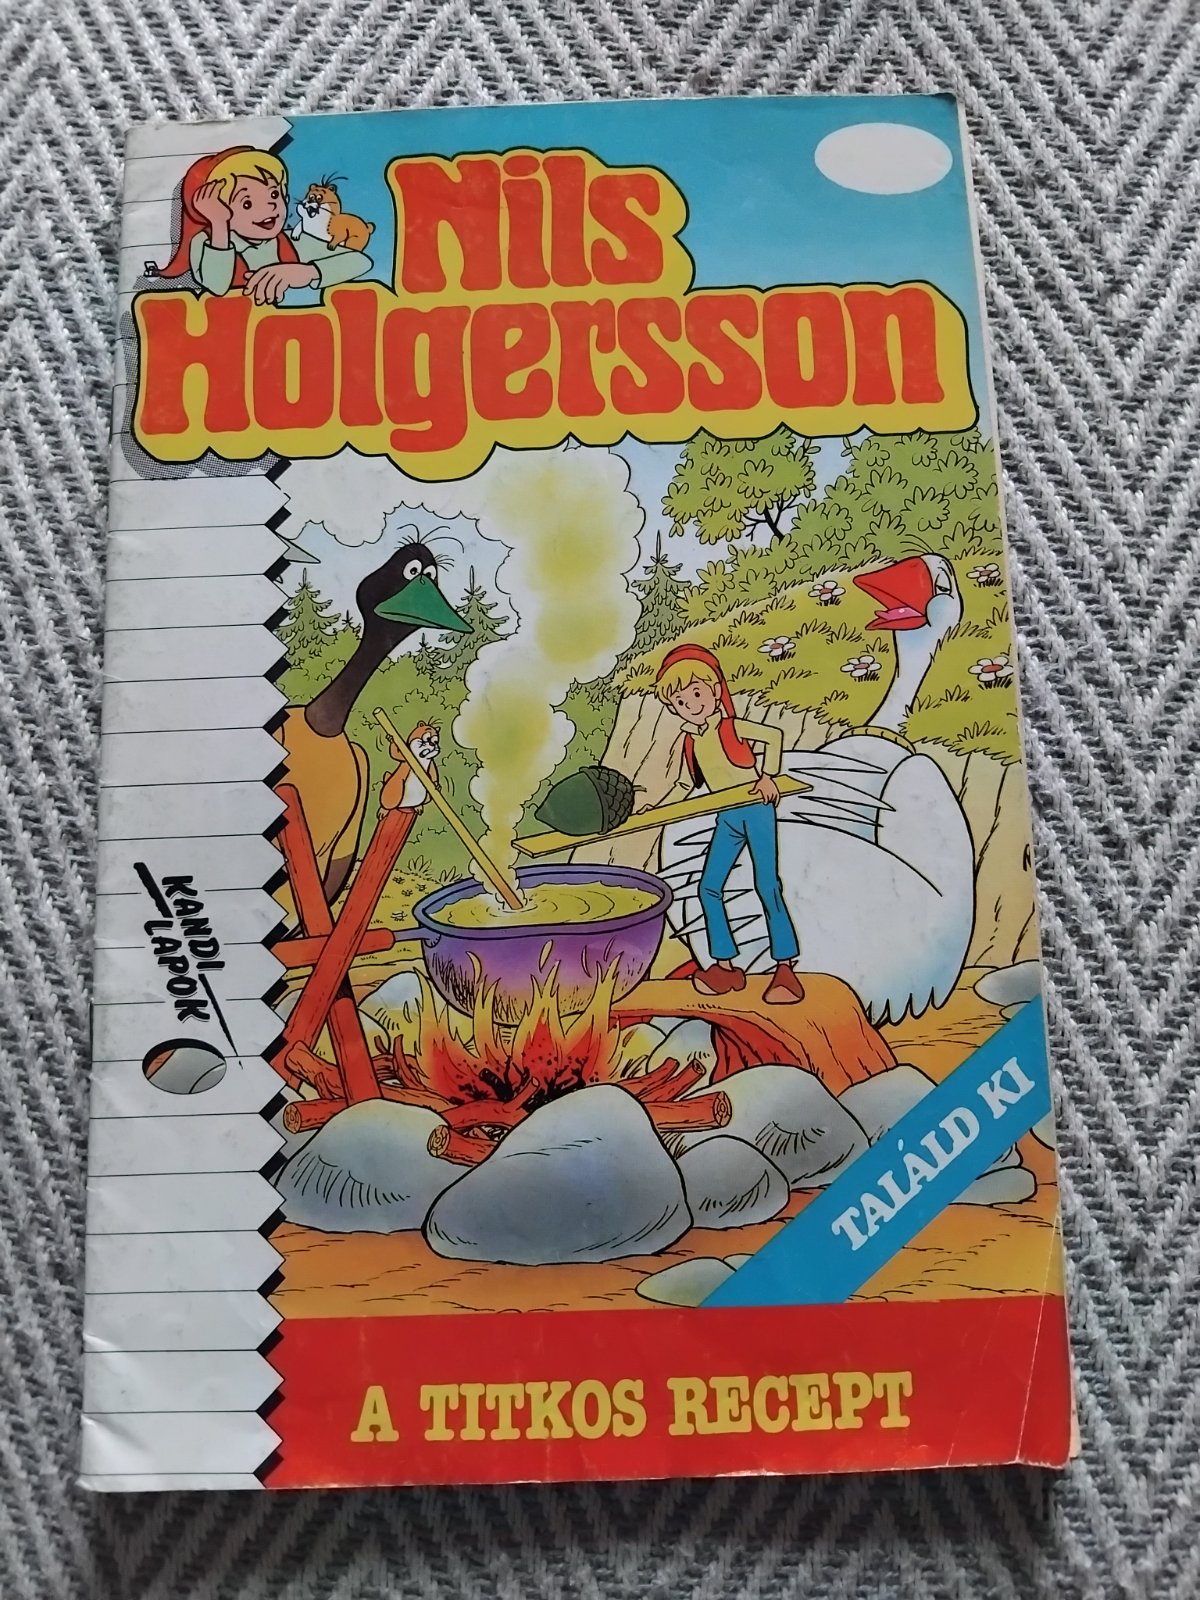 Nils
Holgersson
KANDI
LAPOK
TALÁLD KI
A TITKOS RECEPT